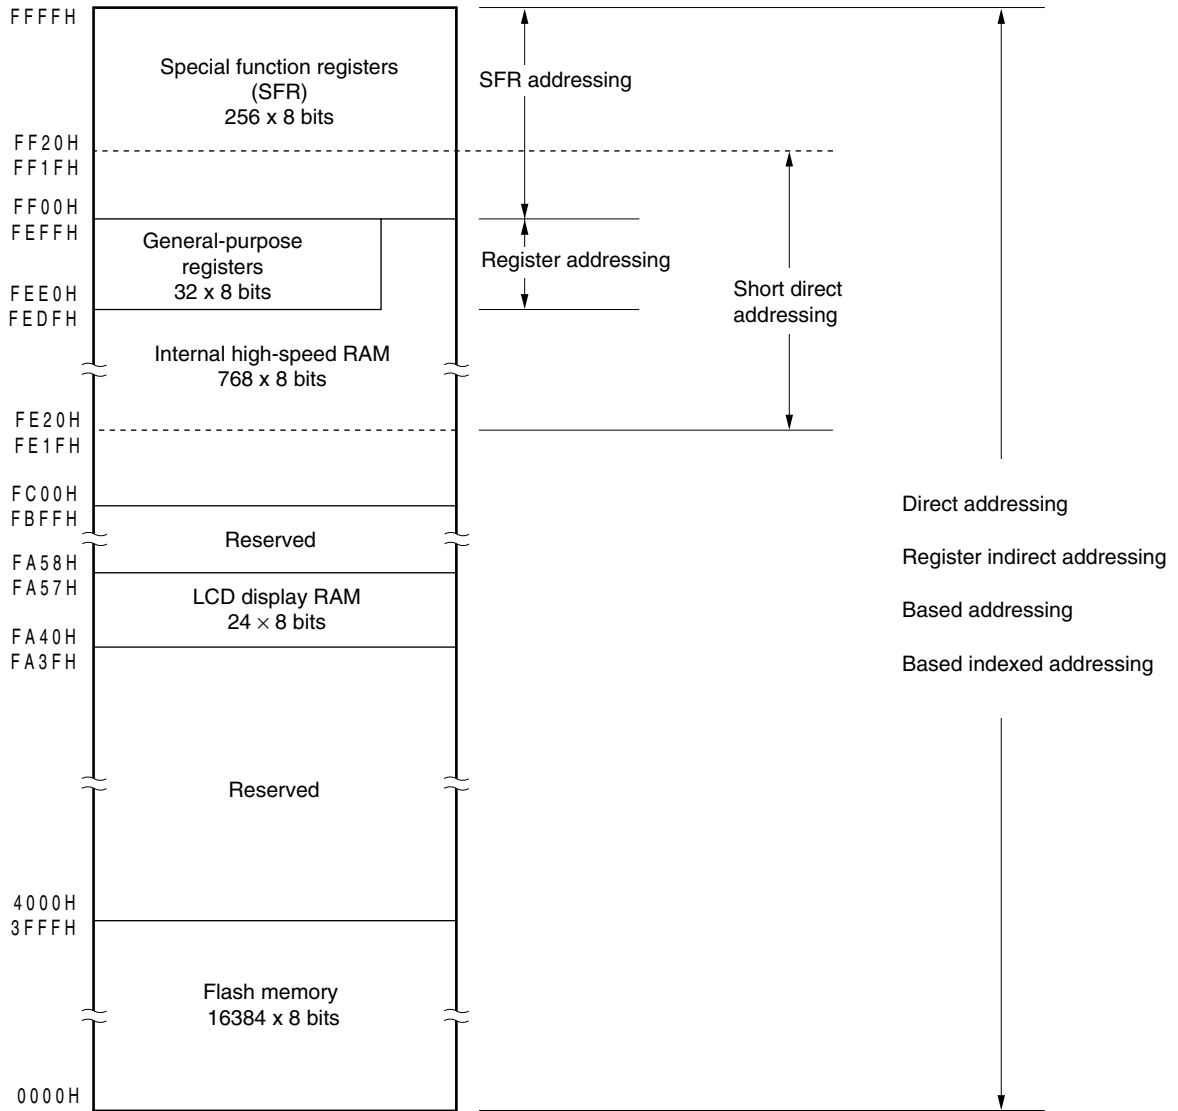 FFFFH
Special function registers
(SFR)
256 x 8 bits
SFR addressing
FF20H
FF1FH
FF00H
FEFFH
General-purpose
registers
32 x 8 bits
Register addressing
Short direct
addressing
FEE0H
FEDFH
Internal high-speed RAM
768 x 8 bits
FE20H
FE1FH
FC00H
FBFFH
Reserved
Direct addressing
Register indirect addressing
Based addressing
Based indexed addressing
FA58H
FA57H
LCD display RAM
24 × 8 bits
FA40H
FA3FH
Reserved
4000H
3FFFH
Flash memory
16384 x 8 bits
0000H